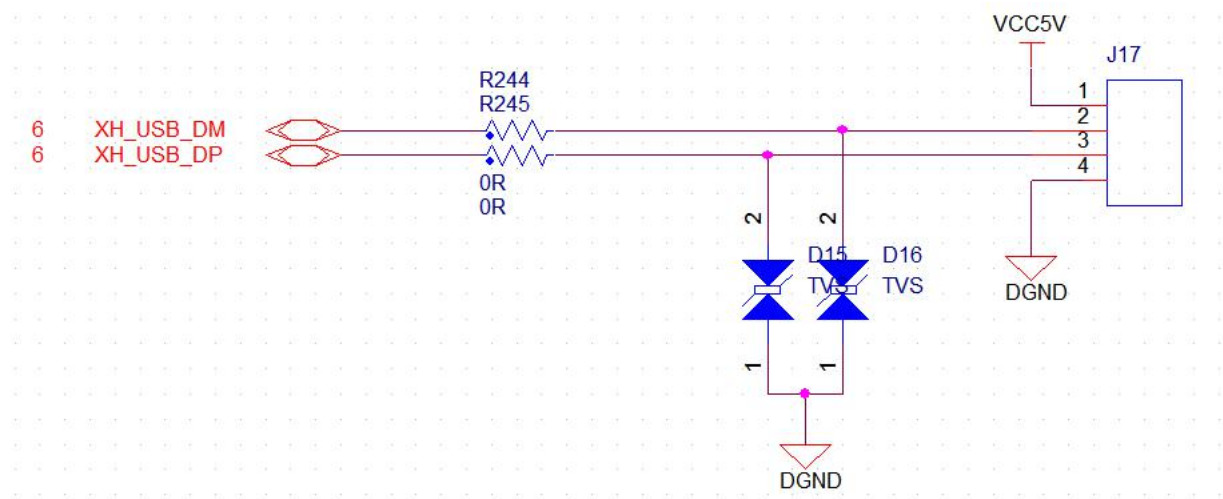 VCC5V
J17
R244
R245
1
6 XH_USB_DM 2
6 XH_USB_DP 3
4
0R
0R
2 2
D15 D16
TVS TVS
DGND
1 1
DGND